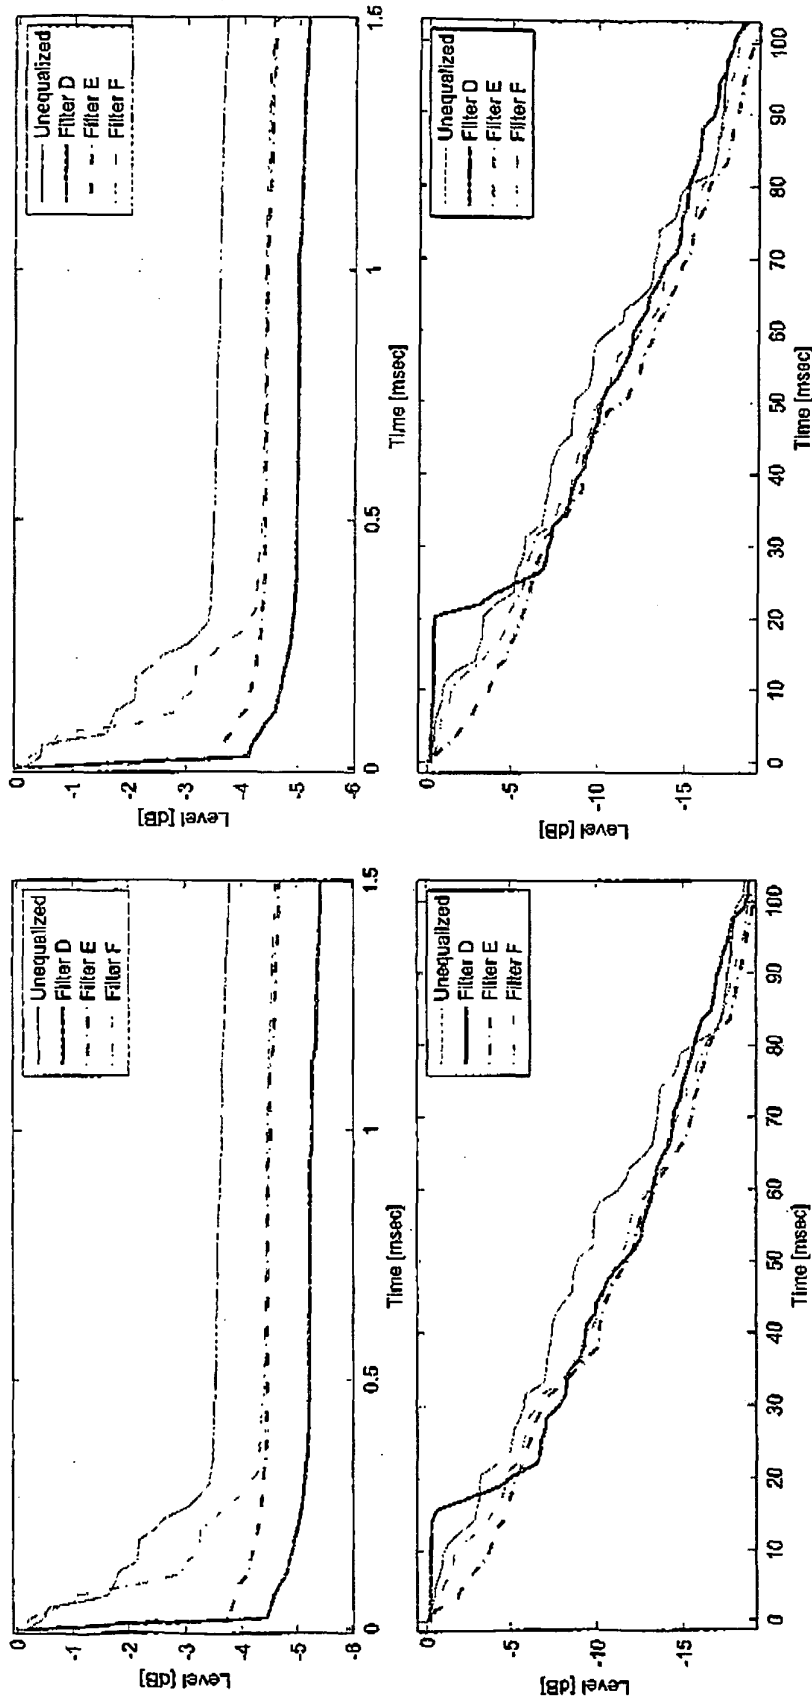 0
-1
-2
-3
-4
-5
-6
Level [dB]
Unequalized
Filter D
Filter E
Filter F
0
0.5
1
1.5
Time [msec]
0
-1
-2
-3
-4
-5
-6
Level [dB]
Unequalized
Filter D
Filter E
Filter F
0
0.5
1
1.5
Time [msec]
0
-5
-10
-15
Level [dB]
Unequalized
Filter D
Filter E
Filter F
0
10
20
30
40
50
60
70
80
90
100
Time [msec]
0
-5
-10
-15
Level [dB]
Unequalized
Filter D
Filter E
Filter F
0
10
20
30
40
50
60
70
80
90
100
Time [msec]